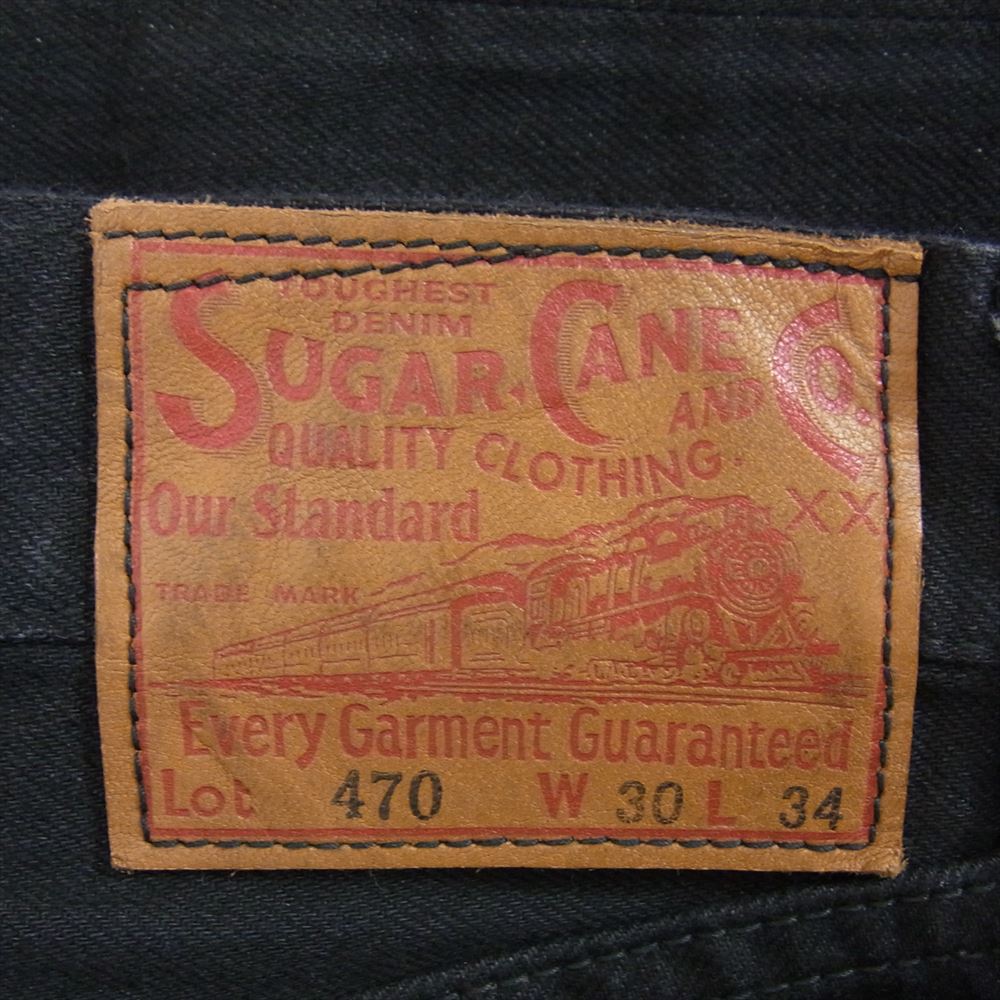 TOUGHEST
DENIM
SUGAR CANE CO.
AND
QUALITY CLOTHING.
Our Standard XX
TRADE MARK
Every Garment Guaranteed
Lot 470 W 30 L 34